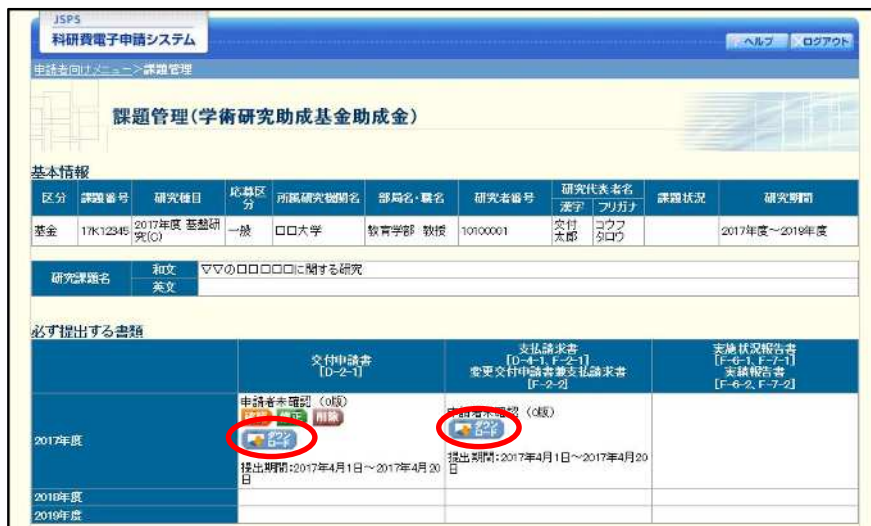 JSPS
科研費電子申請システム
ヘルプ
ログアウト
申請者向けメニュー>課題管理
課題管理(学術研究助成基金助成金)
基本情報
区分 課題番号 研究種目 応募区分 所属研究機関名 部局名・職名 研究者番号 研究代表者名 課題状況 研究期間
漢字 フリガナ
基金 17K12345 2017年度 基盤研究(C) 一般 口口大学 教育学部 教授 10100001 交付太郎 コウフタロウ 2017年度～2019年度
研究課題名 和文 ▽▽の口口口口口に関する研究
英文
必ず提出する書類
交付申請書
[D-2-1]
支払請求書
[D-4-1、F-2-1]
変更交付申請書兼支払請求書
[F-2-2]
実施状況報告書
[F-6-1、F-7-1]
実績報告書
[F-6-2、F-7-2]
2017年度
申請者未確認 (0版)
確認 修正 削除
ダウンロード
提出期間:2017年4月1日～2017年4月20日
申請者未確認 (0版)
ダウンロード
提出期間:2017年4月1日～2017年4月20日
2018年度
2019年度